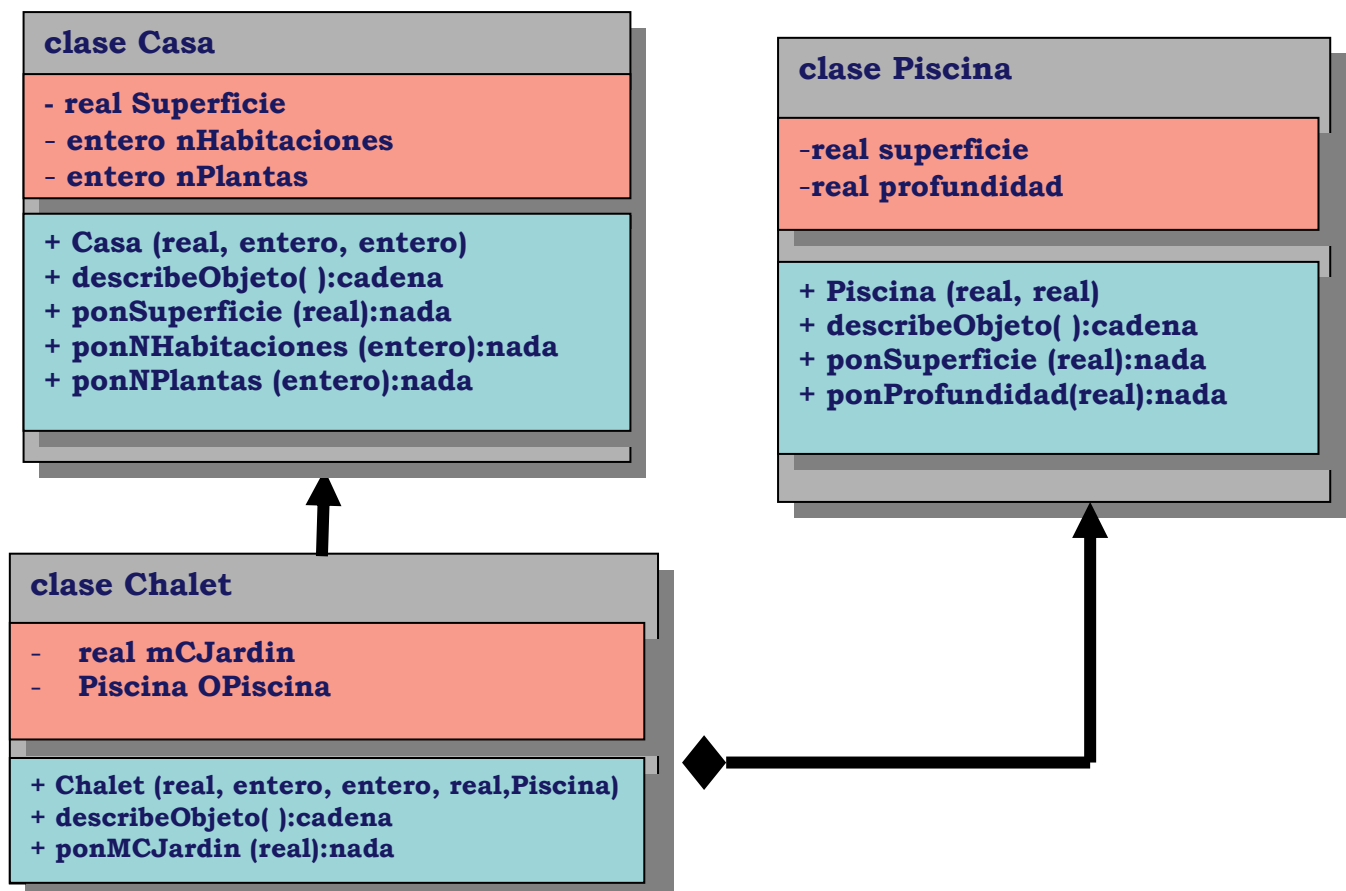 clase Casa
- real Superficie
- entero nHabitaciones
- entero nPlantas
+ Casa (real, entero, entero)
+ describeObjeto( ):cadena
+ ponSuperficie (real):nada
+ ponNHabitaciones (entero):nada
+ ponNPlantas (entero):nada
clase Piscina
-real superficie
-real profundidad
+ Piscina (real, real)
+ describeObjeto( ):cadena
+ ponSuperficie (real):nada
+ ponProfundidad(real):nada
clase Chalet
- real mCJardin
- Piscina OPiscina
+ Chalet (real, entero, entero, real,Piscina)
+ describeObjeto( ):cadena
+ ponMCJardin (real):nada